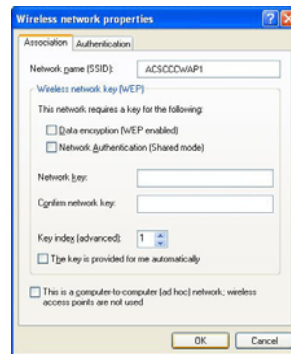 Wireless network properties
Association Authentication
Network name (SSID): ACSCCCWAP1
Wireless network key (WEP)
This network requires a key for the following:
Data encryption (WEP enabled)
Network Authentication (Shared mode)
Network key:
Confirm network key:
Key index (advanced): 1
The key is provided for me automatically
This is a computer-to-computer (ad hoc) network; wireless
access points are not used
OK Cancel